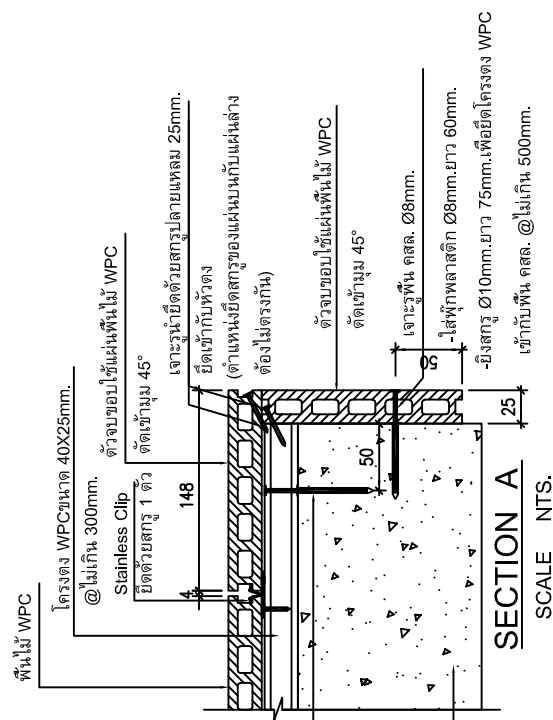 พื้นไม้ WPC
โครงตง WPCขนาด 40X25mm.
@ไม่เกิน 300mm.
Stainless Clip
ยึดด้วยสกรู 1 ตัว
ตัวจบขอบใช้แผ่นพื้นไม้ WPC
ตัดเข้ามุม 45°
4
148
เจาะรูนำยึดด้วยสกรูปลายแหลม 25mm.
ยึดเข้ากับหัวตง
(ตำแหน่งยึดสกรูของแผ่นบนกับแผ่นล่าง
ต้องไม่ตรงกัน)
ตัวจบขอบใช้แผ่นพื้นไม้ WPC
ตัดเข้ามุม 45°
เจาะรูพื้น คสล. Ø8mm.
-ใส่พุ๊กพลาสติก Ø8mm.ยาว 60mm.
-ยิงสกรู Ø10mm.ยาว 75mm.เพื่อยึดโครงตง WPC
เข้ากับพื้น คสล. @ไม่เกิน 500mm.
50
50
25
SECTION A
SCALE NTS.